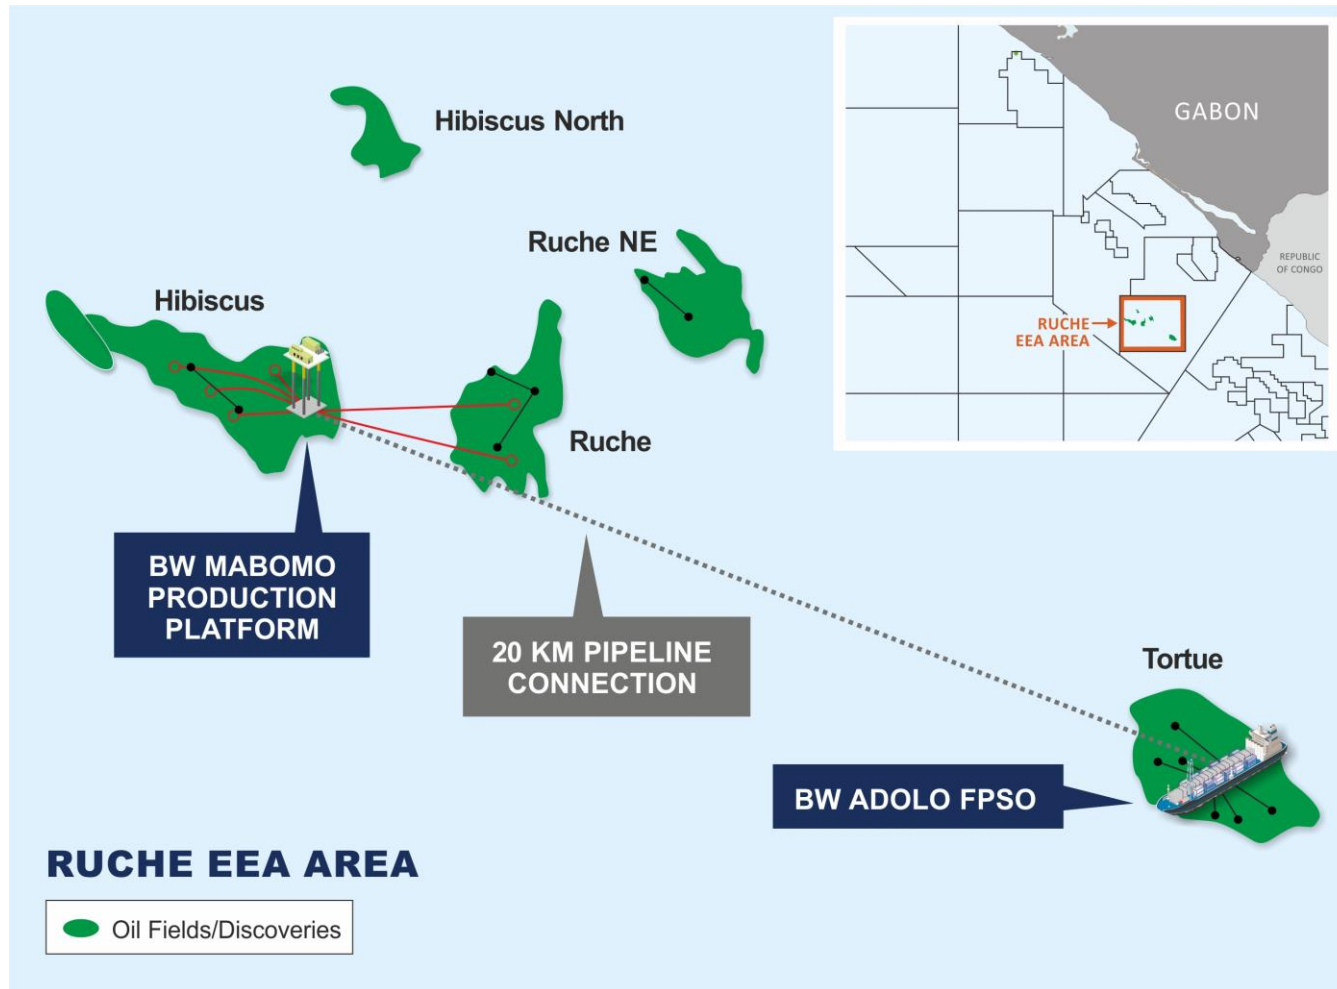 Hibiscus North
GABON
Ruche NE
REPUBLIC
OF CONGO
Hibiscus
RUCHE
EEA AREA
Ruche
BW MABOMO
PRODUCTION
PLATFORM
20 KM PIPELINE
CONNECTION
Tortue
BW ADOLO FPSO
RUCHE EEA AREA
Oil Fields/Discoveries